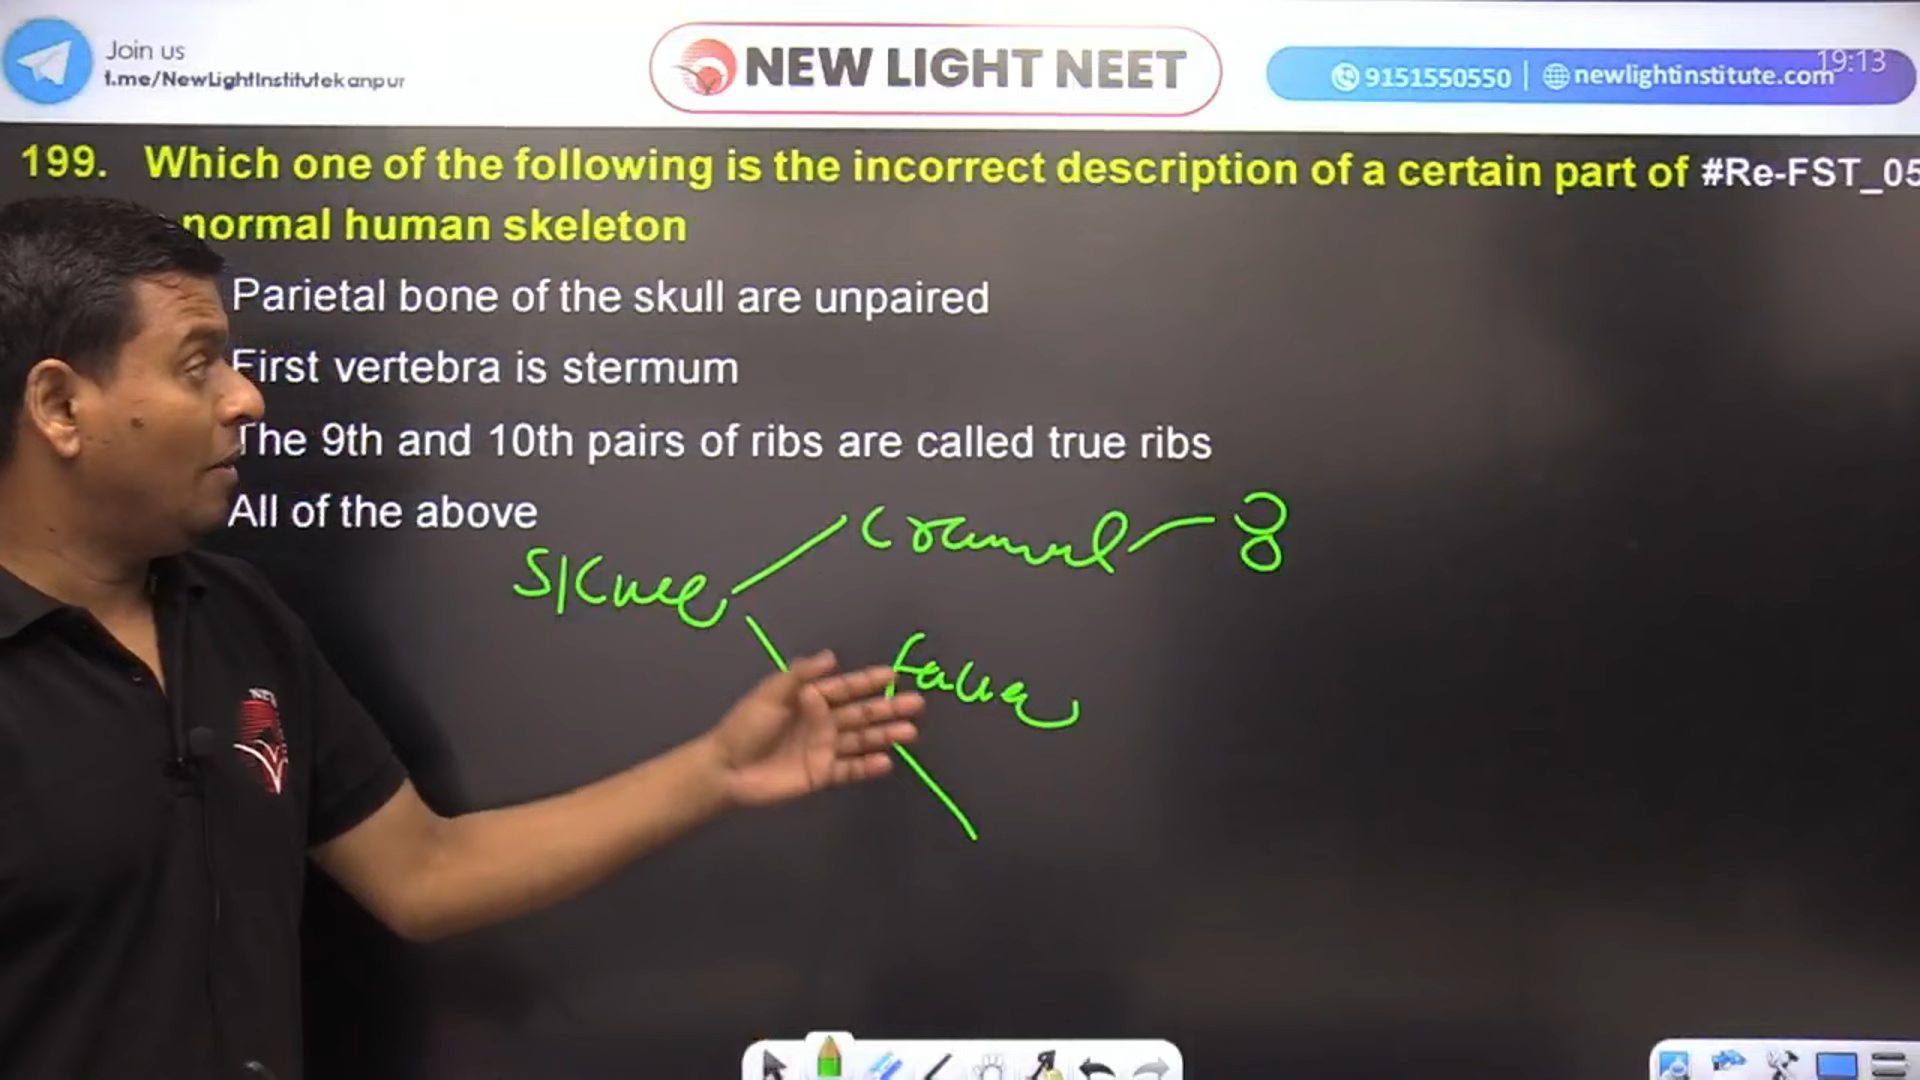 Join us
t.me/NewLightInstitutekanpur
NEW LIGHT NEET
9151550550 | newlightinstitute.com
19:13
199. Which one of the following is the incorrect description of a certain part of #Re-FST_05
normal human skeleton
Parietal bone of the skull are unpaired
First vertebra is stermum
The 9th and 10th pairs of ribs are called true ribs
All of the above
8